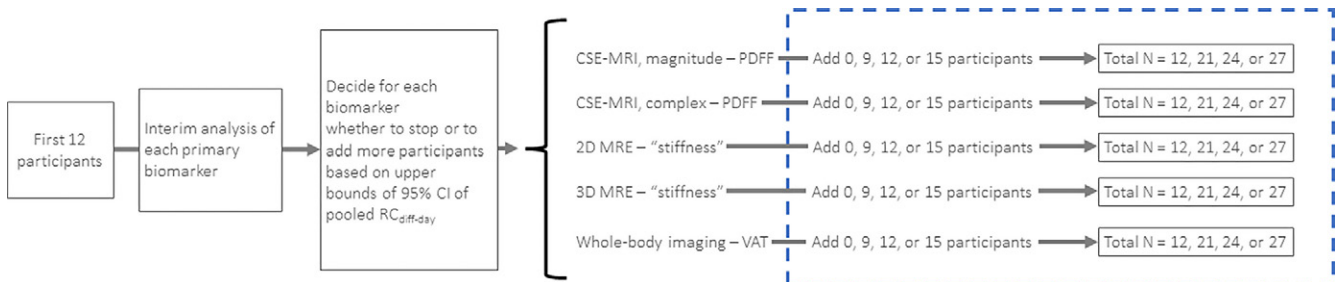 First 12
participants
Interim analysis of
each primary
biomarker
Decide for each
biomarker
whether to stop or to
add more participants
based on upper
bounds of 95% CI of
pooled RCdiff-day
CSE-MRI, magnitude – PDFF
Add 0, 9, 12, or 15 participants
Total N = 12, 21, 24, or 27
CSE-MRI, complex – PDFF
Add 0, 9, 12, or 15 participants
Total N = 12, 21, 24, or 27
2D MRE – “stiffness”
Add 0, 9, 12, or 15 participants
Total N = 12, 21, 24, or 27
3D MRE – “stiffness”
Add 0, 9, 12, or 15 participants
Total N = 12, 21, 24, or 27
Whole-body imaging – VAT
Add 0, 9, 12, or 15 participants
Total N = 12, 21, 24, or 27